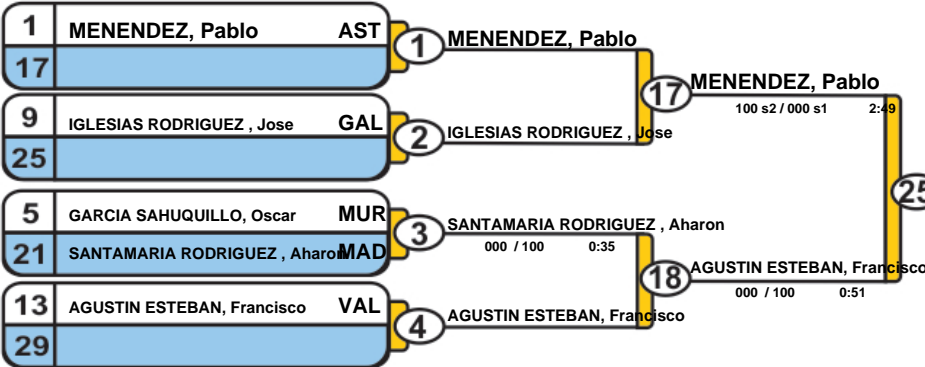 1 MENENDEZ, Pablo AST
17
1 MENENDEZ, Pablo
9 IGLESIAS RODRIGUEZ , Jose GAL
25
2 IGLESIAS RODRIGUEZ , Jose
17 MENENDEZ, Pablo
100 s2 / 000 s1 2:49
5 GARCIA SAHUQUILLO, Oscar MUR
21 SANTAMARIA RODRIGUEZ , Aharon MAD
3 SANTAMARIA RODRIGUEZ , Aharon
000 / 100 0:35
13 AGUSTIN ESTEBAN, Francisco VAL
29
4 AGUSTIN ESTEBAN, Francisco
18 AGUSTIN ESTEBAN, Francisco
000 / 100 0:51
25